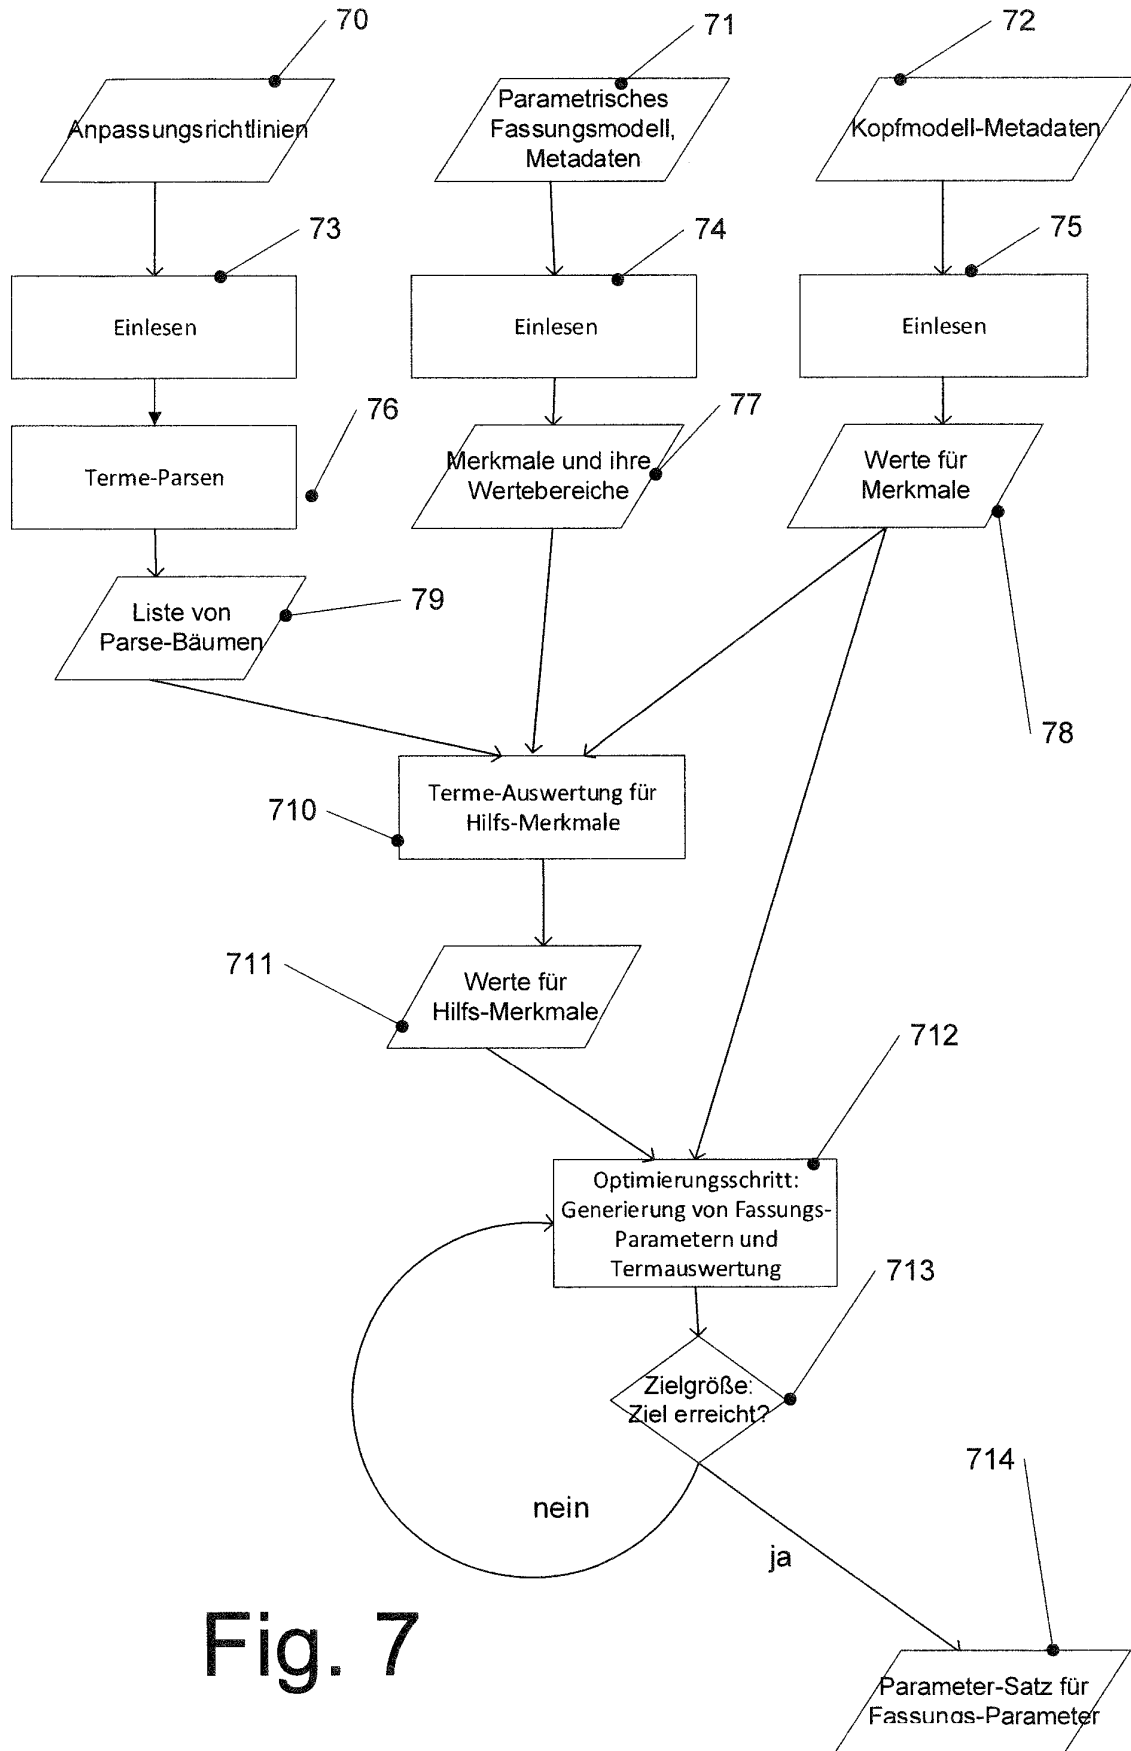 70
71
72
Anpassungsrichtlinien
Parametrisches
Fassungsmodell,
Metadaten
Kopfmodell-Metadaten
73
74
75
Einlesen
Einlesen
Einlesen
76
77
Terme-Parsen
Merkmale und ihre
Wertebereiche
Werte für
Merkmale
79
Liste von
Parse-Bäumen
78
710
Terme-Auswertung für
Hilfs-Merkmale
711
Werte für
Hilfs-Merkmale
712
Optimierungsschritt:
Generierung von Fassungs-
Parametern und
Termauswertung
713
Zielgröße:
Ziel erreicht?
714
nein
ja
Fig. 7
Parameter-Satz für
Fassungs-Parameter